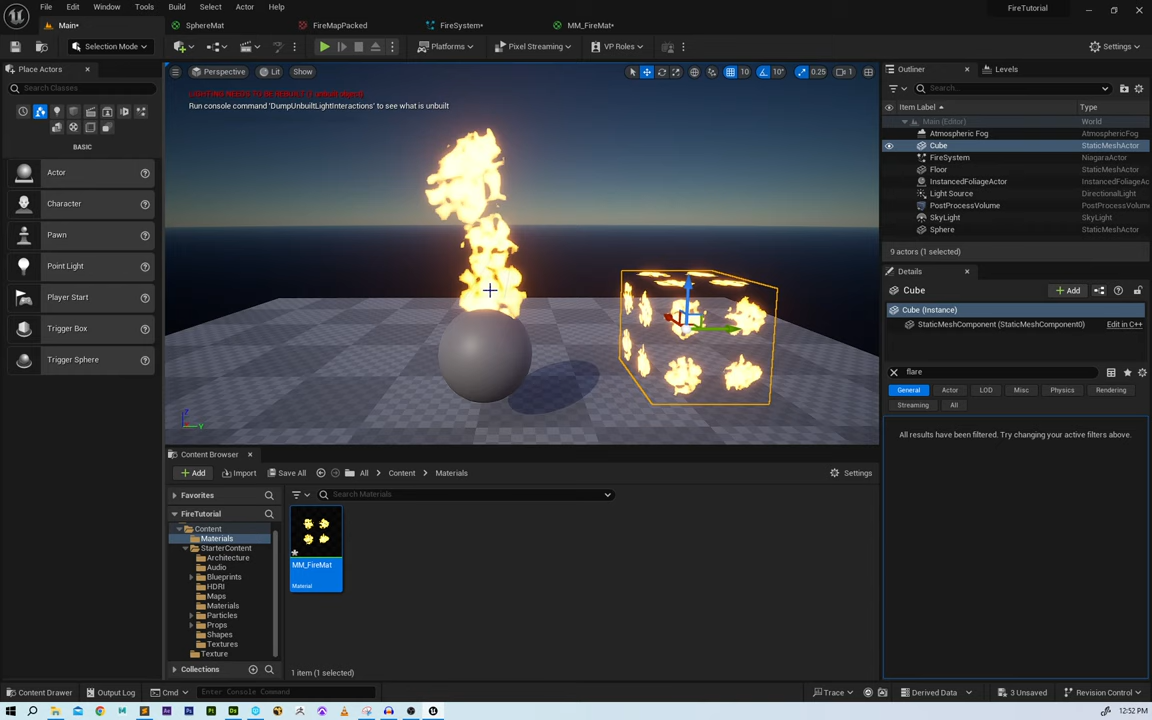 File Edit Window Tools Build Select Actor Help
FireTutorial
Main•
SphereMat
FireMapPacked
FireSystem•
MM_FireMat•
Selection Mode
Platforms
Pixel Streaming
VP Roles
Settings
Place Actors
Search Classes
BASIC
Actor
Character
Pawn
Point Light
Player Start
Trigger Box
Trigger Sphere
Perspective
Lit
Show
10
10°
0.25
1
LIGHTING NEEDS TO BE REBUILT (1 unbuilt object)
Run console command 'DumpUnbuiltLightInteractions' to see what is unbuilt
Outliner
Levels
Search...
Item Label
Type
Main (Editor)
World
Atmospheric Fog
AtmosphericFog
Cube
StaticMeshActor
FireSystem
NiagaraActor
Floor
StaticMeshActor
InstancedFoliageActor
InstancedFoliageAc
Light Source
DirectionalLight
PostProcessVolume
PostProcessVolum
SkyLight
SkyLight
Sphere
StaticMeshActor
9 actors (1 selected)
Details
Cube
Add
Cube (Instance)
StaticMeshComponent (StaticMeshComponent0)
Edit in C++
flare
General
Actor
LOD
Misc
Physics
Rendering
Streaming
All
All results have been filtered. Try changing your active filters above.
Content Browser
Add
Import
Save All
All
Content
Materials
Settings
Favorites
FireTutorial
Content
Materials
StarterContent
Architecture
Audio
Blueprints
HDRI
Maps
Materials
Particles
Props
Shapes
Textures
Texture
Collections
Search Materials
MM_FireMat
Material
1 item (1 selected)
Content Drawer
Output Log
Cmd
Enter Console Command
Trace
Derived Data
3 Unsaved
Revision Control
12:52 PM